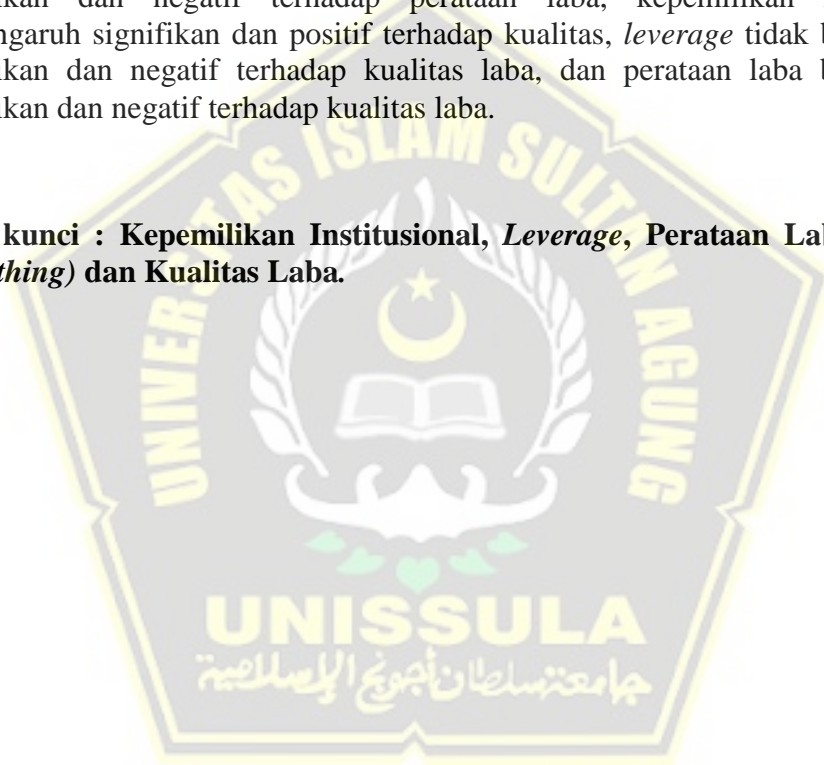 ikan dan negatif terhadap perataan laba, kepemilikan
ngaruh signifikan dan positif terhadap kualitas, leverage tidak b
ikan dan negatif terhadap kualitas laba, dan perataan laba b
ikan dan negatif terhadap kualitas laba.
kunci : Kepemilikan Institusional, Leverage, Perataan Lab
thing) dan Kualitas Laba.
UNIVERSITAS ISLAM SULTAN AGUNG
UNISSULA
جامعة سلطان أجونج الإسلامية